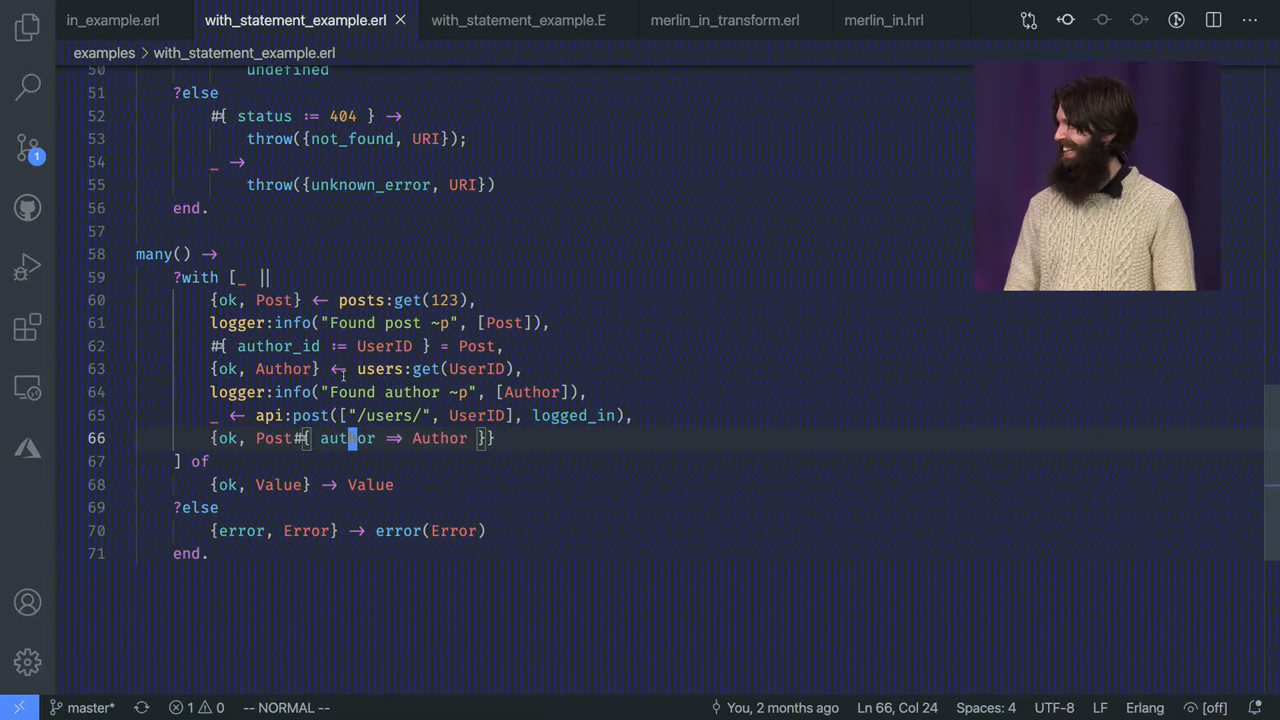 in_example.erl with_statement_example.erl with_statement_example.E merlin_in_transform.erl merlin_in.hrl
examples > with_statement_example.erl
50 undefined
51 ?else
52 #{ status := 404 } ->
53 throw({not_found, URI});
54 _ ->
55 throw({unknown_error, URI})
56 end.
57
58 many() ->
59 ?with [_ ||
60 {ok, Post} <- posts:get(123),
61 logger:info("Found post ~p", [Post]),
62 #{ author_id := UserID } = Post,
63 {ok, Author} <- users:get(UserID),
64 logger:info("Found author ~p", [Author]),
65 _ <- api:post(["/users/", UserID], logged_in),
66 {ok, Post#{ author => Author }}
67 ] of
68 {ok, Value} -> Value
69 ?else
70 {error, Error} -> error(Error)
71 end.
1
master* 1 0 -- NORMAL -- You, 2 months ago Ln 66, Col 24 Spaces: 4 UTF-8 LF Erlang [off]